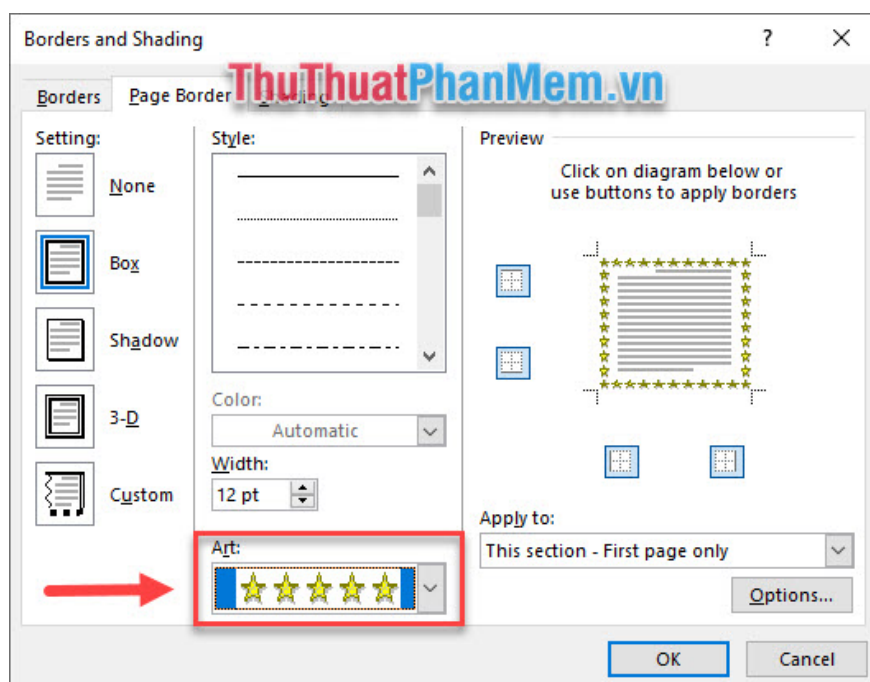 Borders and Shading
ThuThuatPhanMem.vn
Borders
Page Border
Shading
Setting:
None
Box
Shadow
3-D
Custom
Style:
Color:
Automatic
Width:
12 pt
Art:
Preview
Click on diagram below or
use buttons to apply borders
Apply to:
This section - First page only
Options...
OK
Cancel